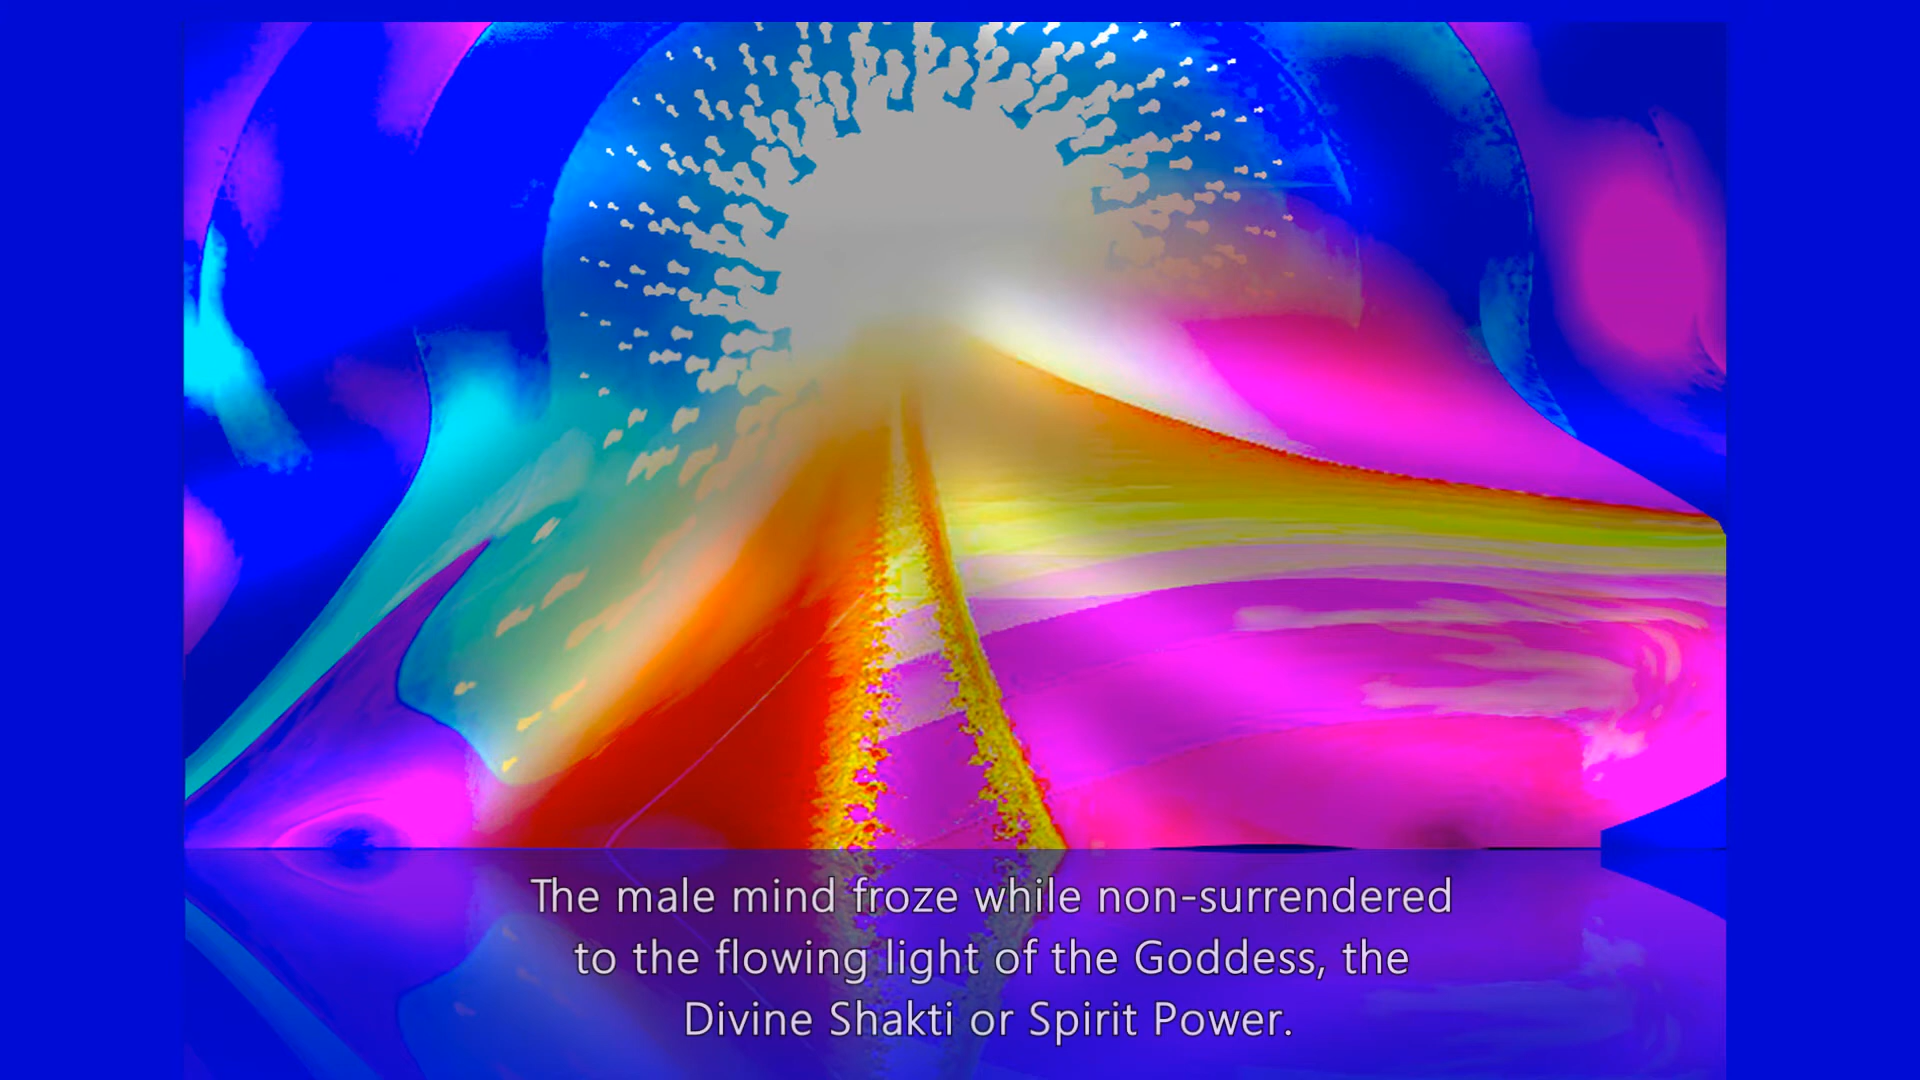 The male mind froze while non-surrendered
to the flowing light of the Goddess, the
Divine Shakti or Spirit Power.